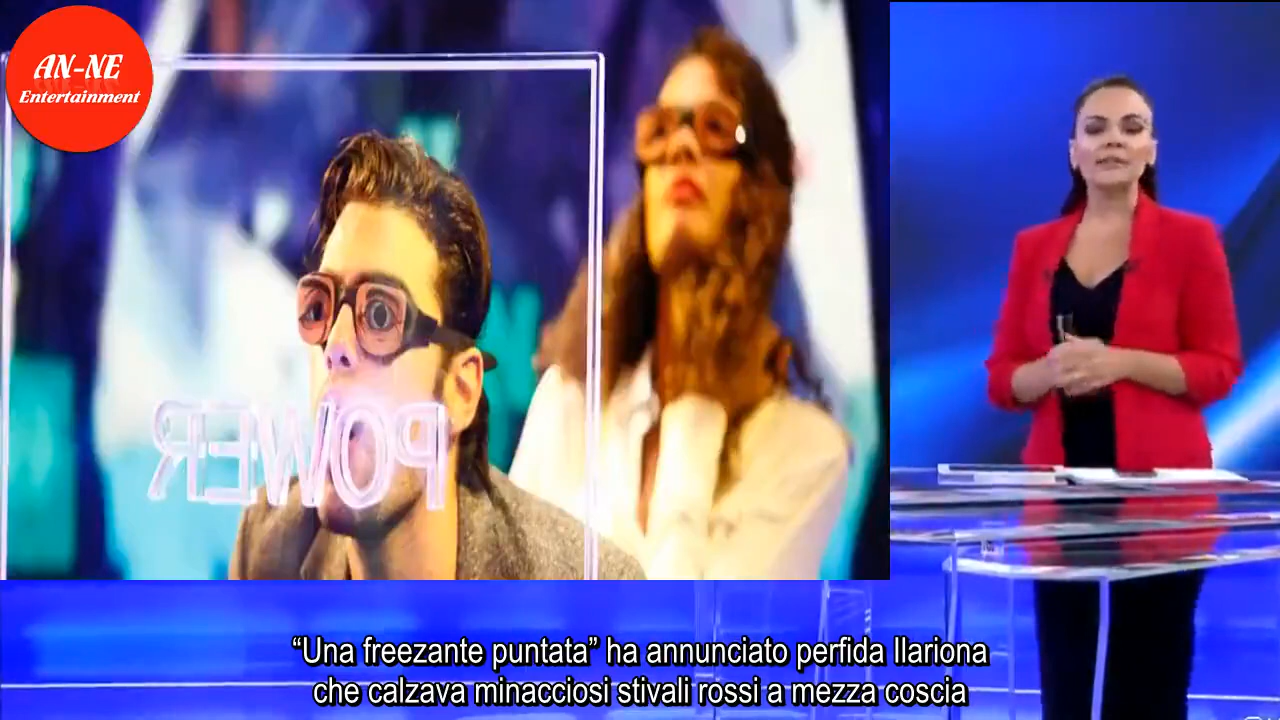 AN-NE
Entertainment
POWER
“Una freezante puntata” ha annunciato perfida Ilariona
che calzava minacciosi stivali rossi a mezza coscia